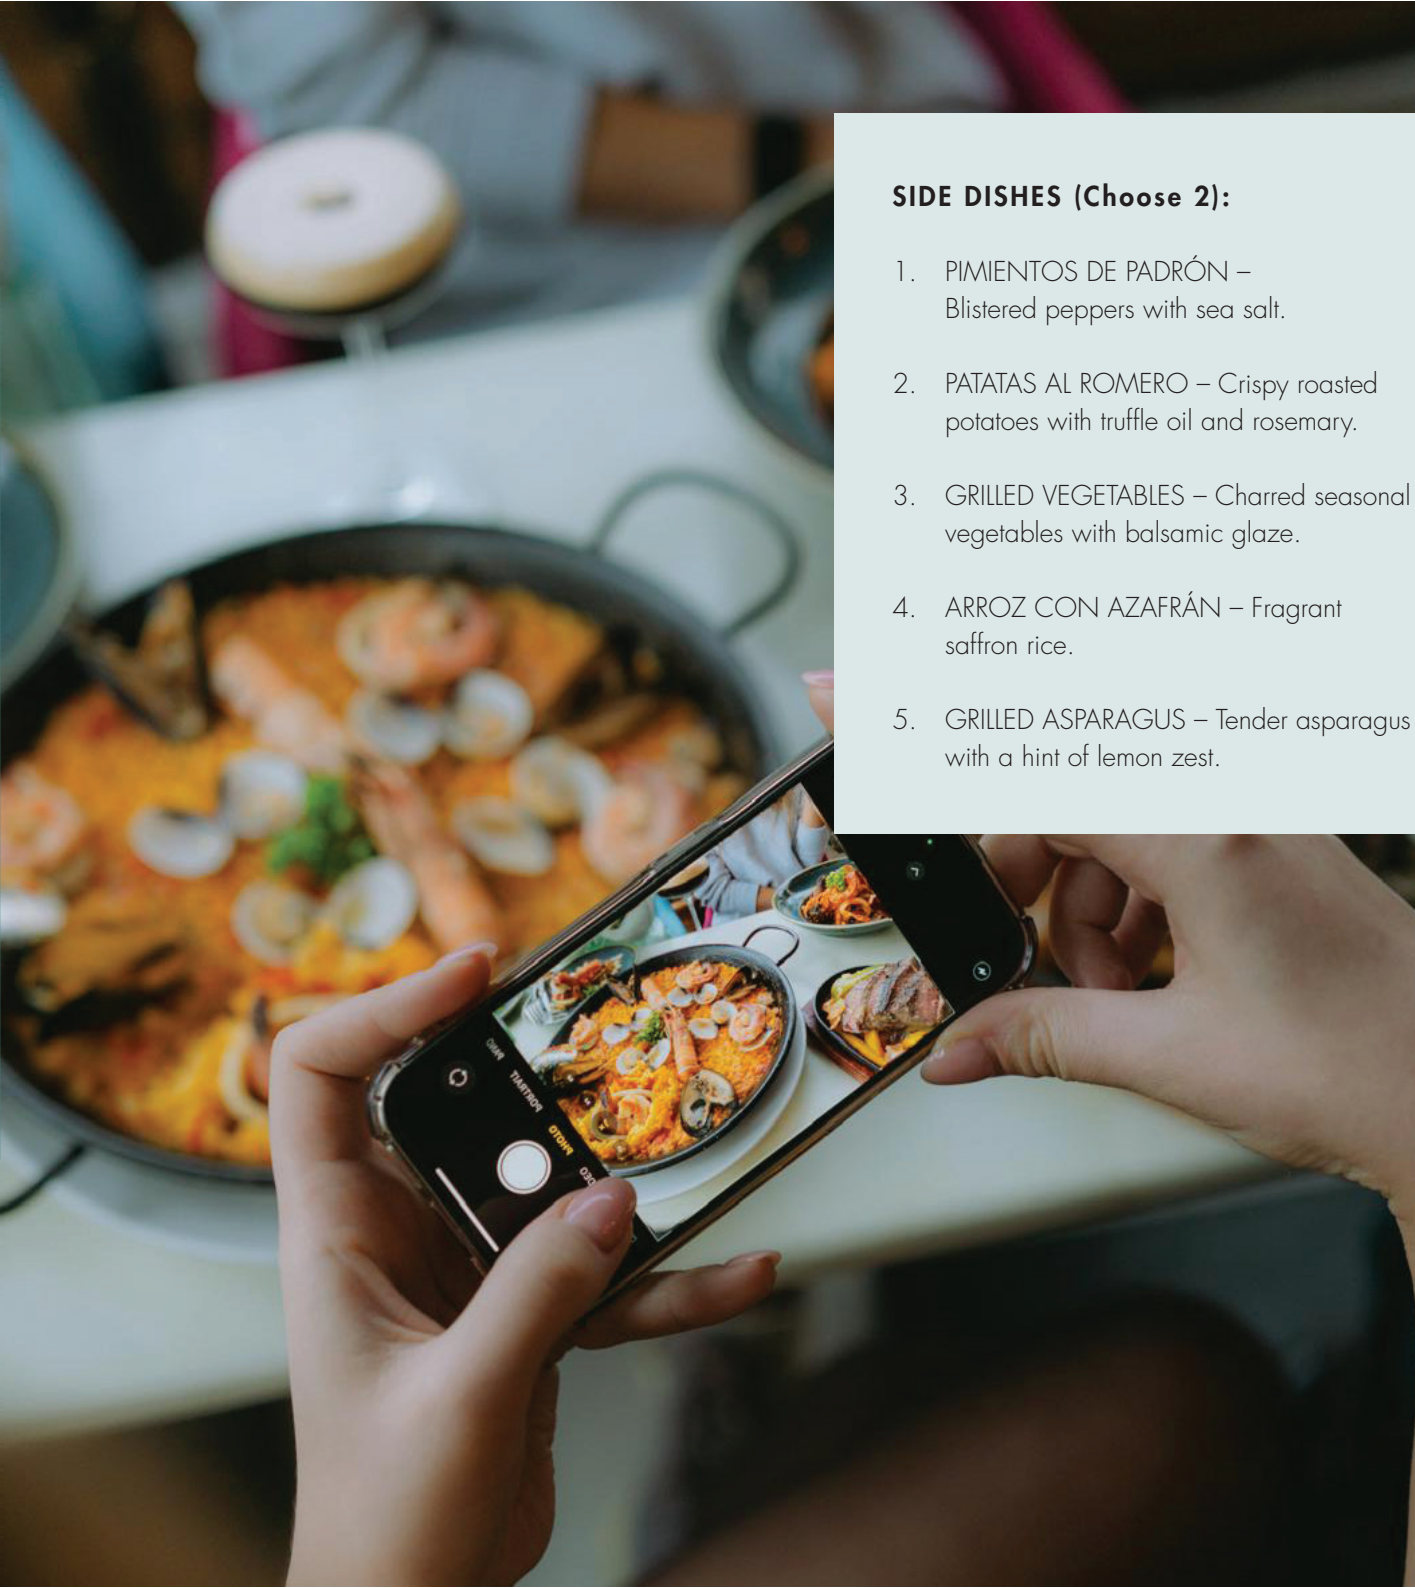 SIDE DISHES (Choose 2):
1. PIMIENTOS DE PADRÓN –
Blistered peppers with sea salt.
2. PATATAS AL ROMERO – Crispy roasted
potatoes with truffle oil and rosemary.
3. GRILLED VEGETABLES – Charred seasonal
vegetables with balsamic glaze.
4. ARROZ CON AZAFRÁN – Fragrant
saffron rice.
5. GRILLED ASPARAGUS – Tender asparagus
with a hint of lemon zest.
PANO
PORTRAIT
PHOTO